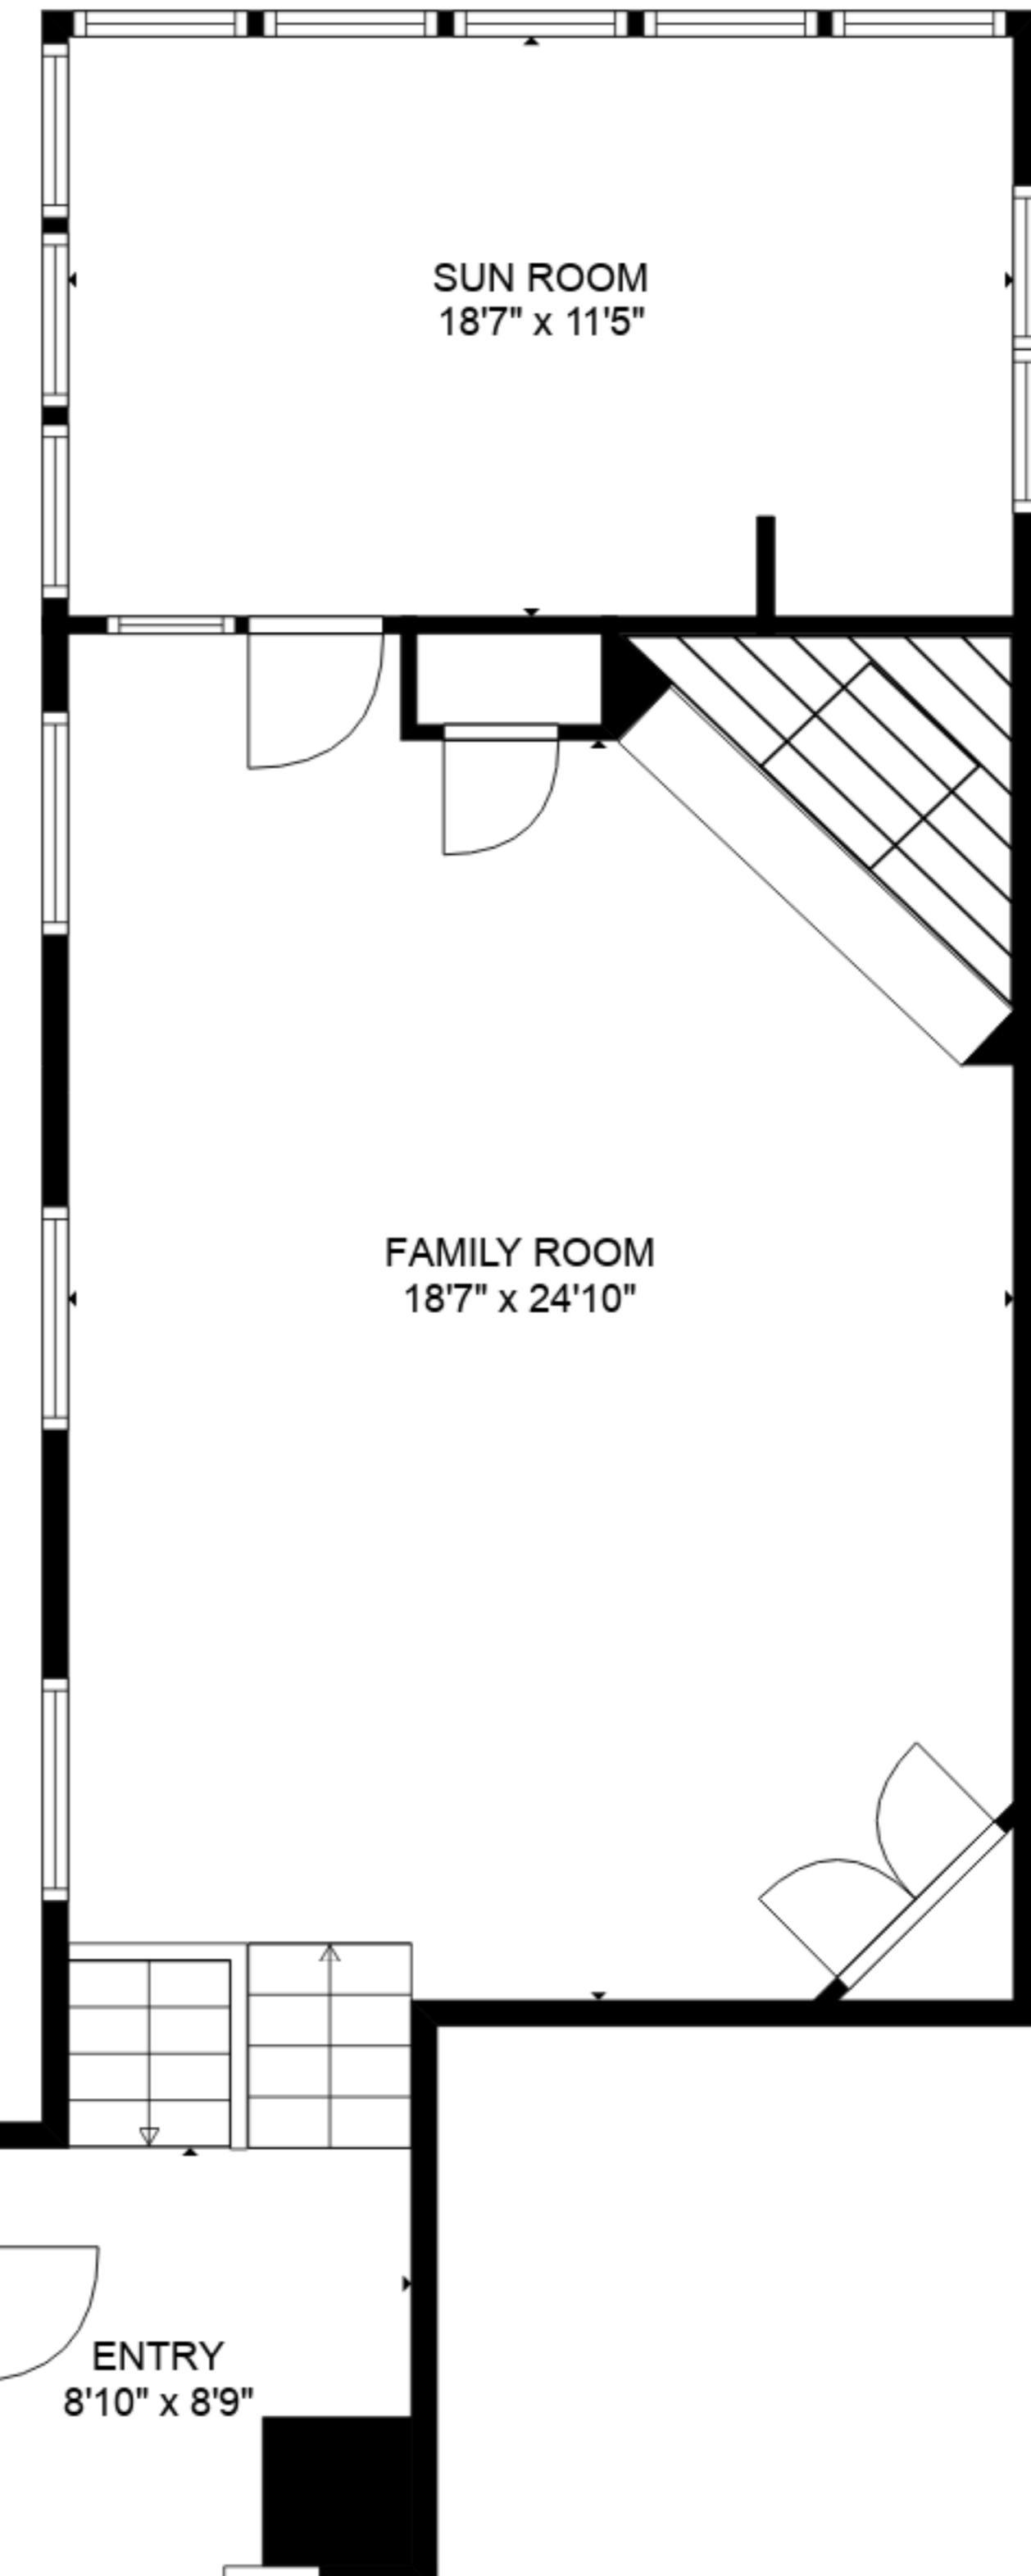 SUN ROOM
18'7" x 11'5"
FAMILY ROOM
18'7" x 24'10"
ENTRY
8'10" x 8'9"